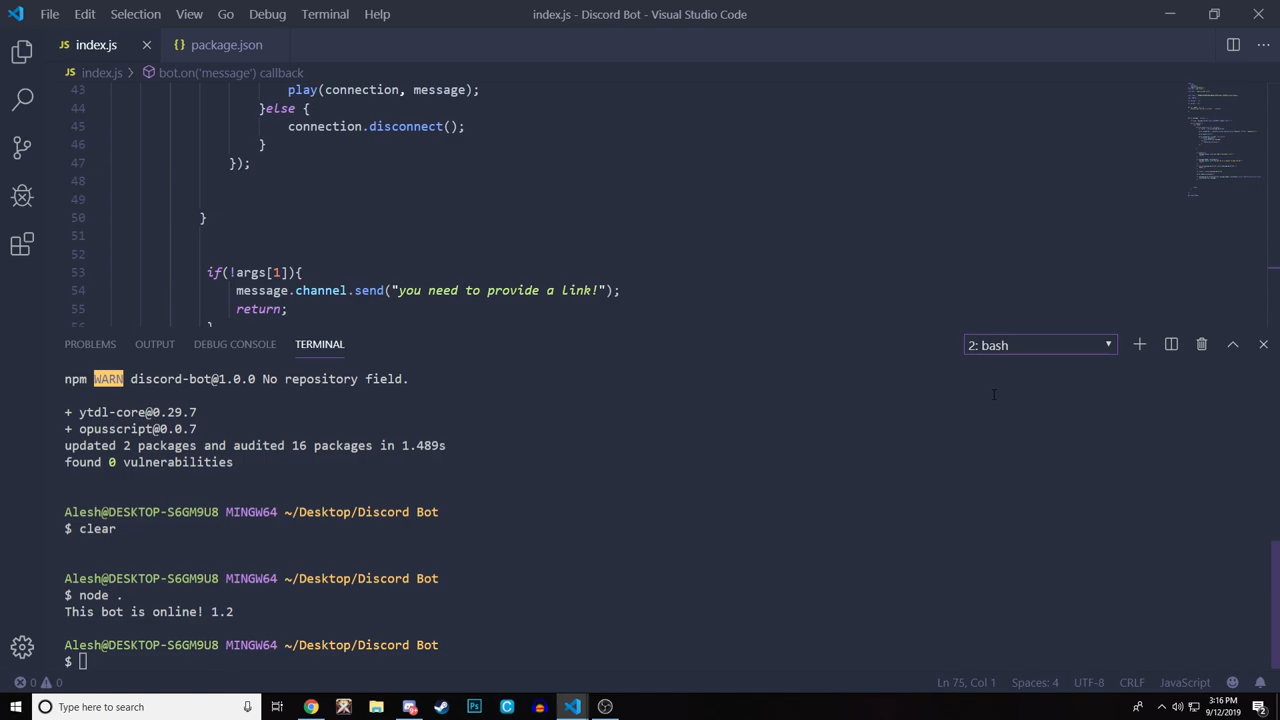 File Edit Selection View Go Debug Terminal Help index.js - Discord Bot - Visual Studio Code
JS index.js {} package.json
JS index.js bot.on('message') callback
43 play(connection, message);
44 }else {
45 connection.disconnect();
46 }
47 });
48
49
50 }
51
52
53 if(!args[1]){
54 message.channel.send("you need to provide a link!");
55 return;
PROBLEMS OUTPUT DEBUG CONSOLE TERMINAL 2: bash
npm WARN discord-bot@1.0.0 No repository field.
+ ytdl-core@0.29.7
+ opusscript@0.0.7
updated 2 packages and audited 16 packages in 1.489s
found 0 vulnerabilities
Alesh@DESKTOP-S6GM9U8 MINGW64 ~/Desktop/Discord Bot
$ clear
Alesh@DESKTOP-S6GM9U8 MINGW64 ~/Desktop/Discord Bot
$ node .
This bot is online! 1.2
Alesh@DESKTOP-S6GM9U8 MINGW64 ~/Desktop/Discord Bot
$
0 0 Ln 75, Col 1 Spaces: 4 UTF-8 CRLF JavaScript
Type here to search Ps C 3:16 PM
9/12/2019